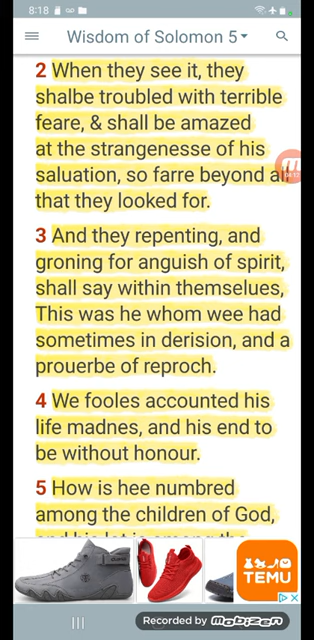 8:18
Wisdom of Solomon 5
2 When they see it, they
shalbe troubled with terrible
feare, & shall be amazed
at the strangenesse of his
saluation, so farre beyond all
that they looked for.
3 And they repenting, and
groning for anguish of spirit,
shall say within themselues,
This was he whom wee had
sometimes in derision, and a
prouerbe of reproch.
4 We fooles accounted his
life madnes, and his end to
be without honour.
5 How is hee numbred
among the children of God,
TEMU
Recorded by mobizen